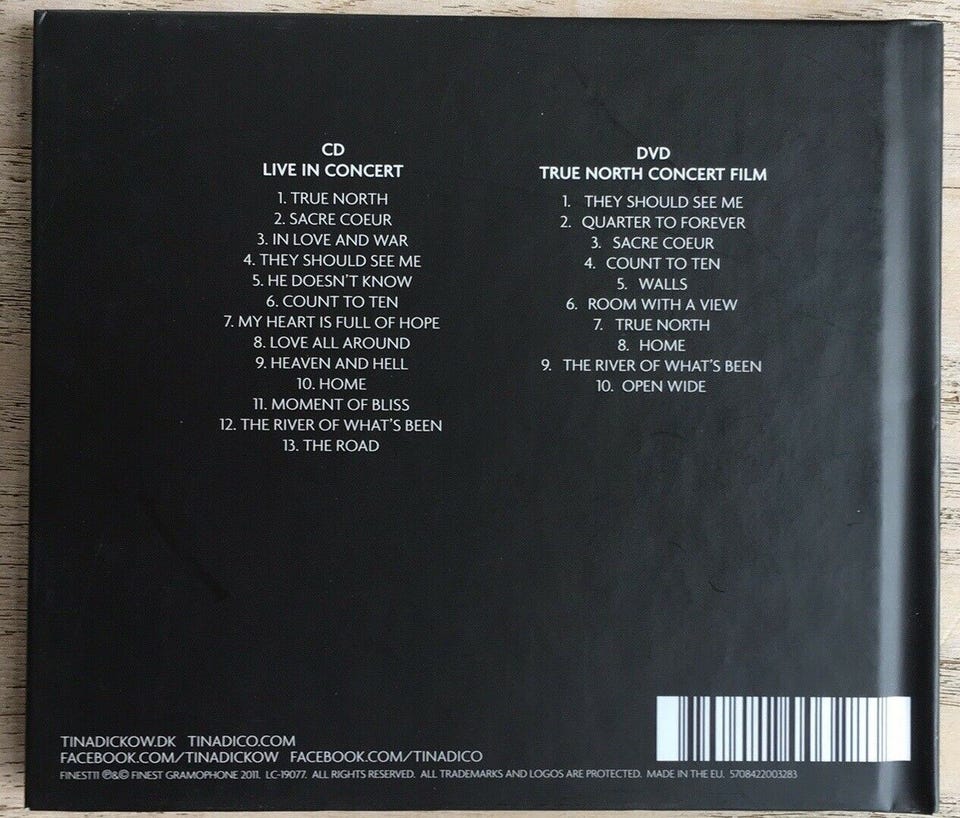 CD
LIVE IN CONCERT
1. TRUE NORTH
2. SACRE COEUR
3. IN LOVE AND WAR
4. THEY SHOULD SEE ME
5. HE DOESN'T KNOW
6. COUNT TO TEN
7. MY HEART IS FULL OF HOPE
8. LOVE ALL AROUND
9. HEAVEN AND HELL
10. HOME
11. MOMENT OF BLISS
12. THE RIVER OF WHAT'S BEEN
13. THE ROAD
DVD
TRUE NORTH CONCERT FILM
1. THEY SHOULD SEE ME
2. QUARTER TO FOREVER
3. SACRE COEUR
4. COUNT TO TEN
5. WALLS
6. ROOM WITH A VIEW
7. TRUE NORTH
8. HOME
9. THE RIVER OF WHAT'S BEEN
10. OPEN WIDE
TINADICKOW.DK TINADICO.COM
FACEBOOK.COM/TINADICKOW FACEBOOK.COM/TINADICO
FINEST11 ℗&© FINEST GRAMOPHONE 2011. LC-19077. ALL RIGHTS RESERVED. ALL TRADEMARKS AND LOGOS ARE PROTECTED. MADE IN THE EU. 5708422003283